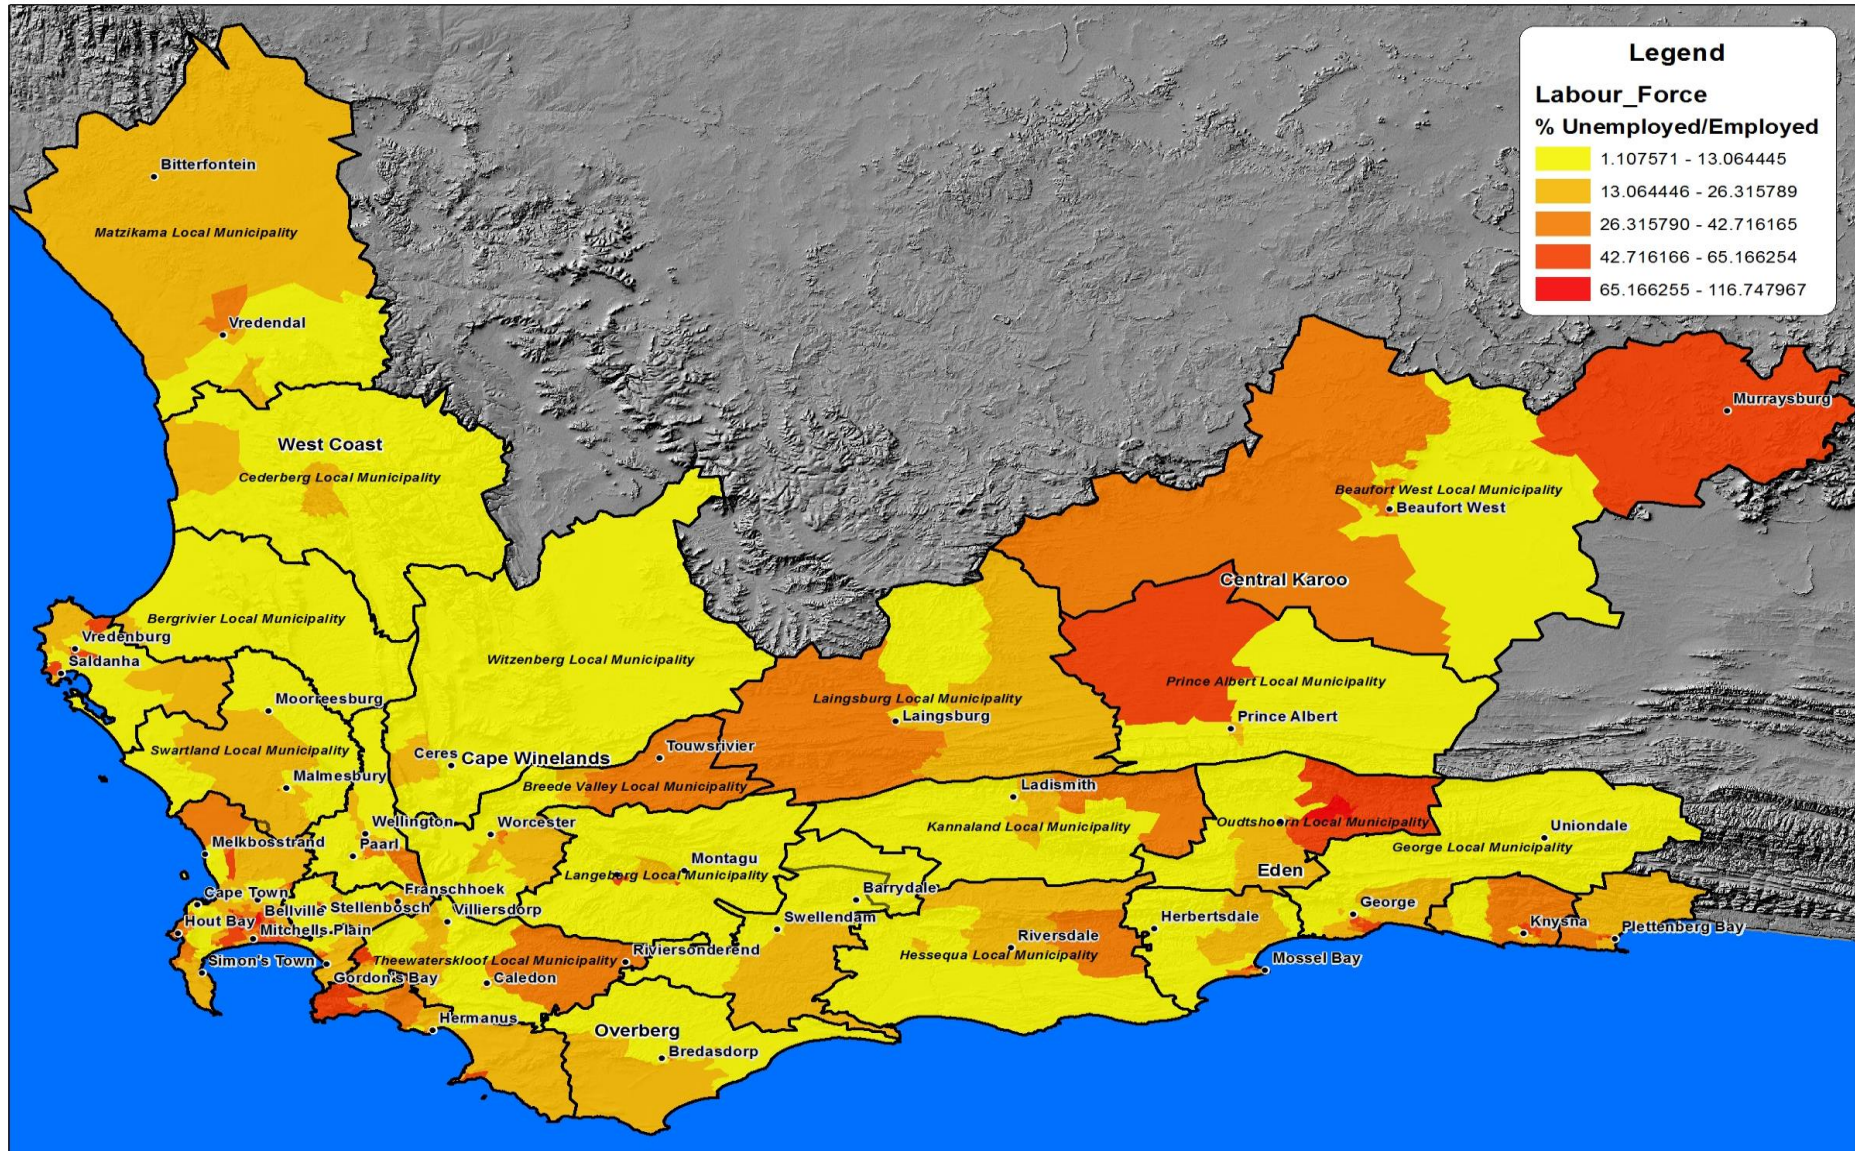 Legend
Labour_Force
% Unemployed/Employed
1.107571 - 13.064445
13.064446 - 26.315789
26.315790 - 42.716165
42.716166 - 65.166254
65.166255 - 116.747967
Bitterfontein
Matzikama Local Municipality
Vredendal
Murraysburg
West Coast
Cederberg Local Municipality
Beaufort West Local Municipality
Beaufort West
Central Karoo
Bergrivier Local Municipality
Vredenburg
Saldanha
Witzenberg Local Municipality
Prince Albert Local Municipality
Moorreesburg
Laingsburg Local Municipality
Laingsburg
Prince Albert
Swartland Local Municipality
Touwsrivier
Ceres
Cape Winelands
Malmesbury
Breede Valley Local Municipality
Ladismith
Wellington
Worcester
Kannaland Local Municipality
Oudtshoorn Local Municipality
Uniondale
Melkbosstrand
Paarl
George Local Municipality
Montagu
Langeberg Local Municipality
Eden
Cape Town
Franschhoek
Barrydale
Bellville
Stellenbosch
Villiersdorp
George
Hout Bay
Mitchells Plain
Swellendam
Herbertsdale
Knysna
Plettenberg Bay
Riversdale
Riviersonderend
Hessequa Local Municipality
Simon's Town
Theewaterskloof Local Municipality
Mossel Bay
Gordon's Bay
Caledon
Hermanus
Overberg
Bredasdorp